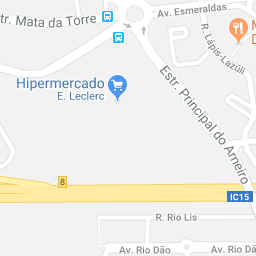 Av. Esmeraldas
str. Mata da Torre
R. Lápis-Lazúli
M
D
Hipermercado
E. Leclerc
Estr. Principal do Arneiro
8
IC15
R. Rio Lis
Av. Rio Dão
Av. Rio Dão